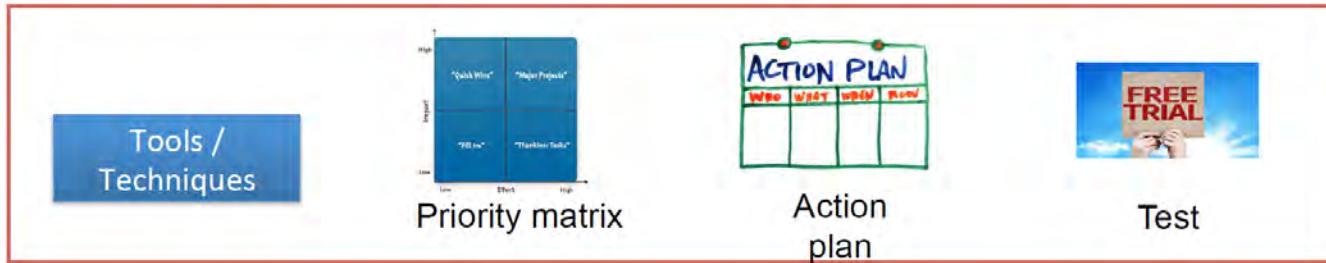 Tools /
Techniques
High
"Quick Wins" "Major Projects"
Impact
"Fill Ins" "Thankless Tasks"
Low
Low Effort High
Priority matrix
ACTION PLAN
WHO WHAT WHEN HOW
Action
plan
FREE
TRIAL
Test